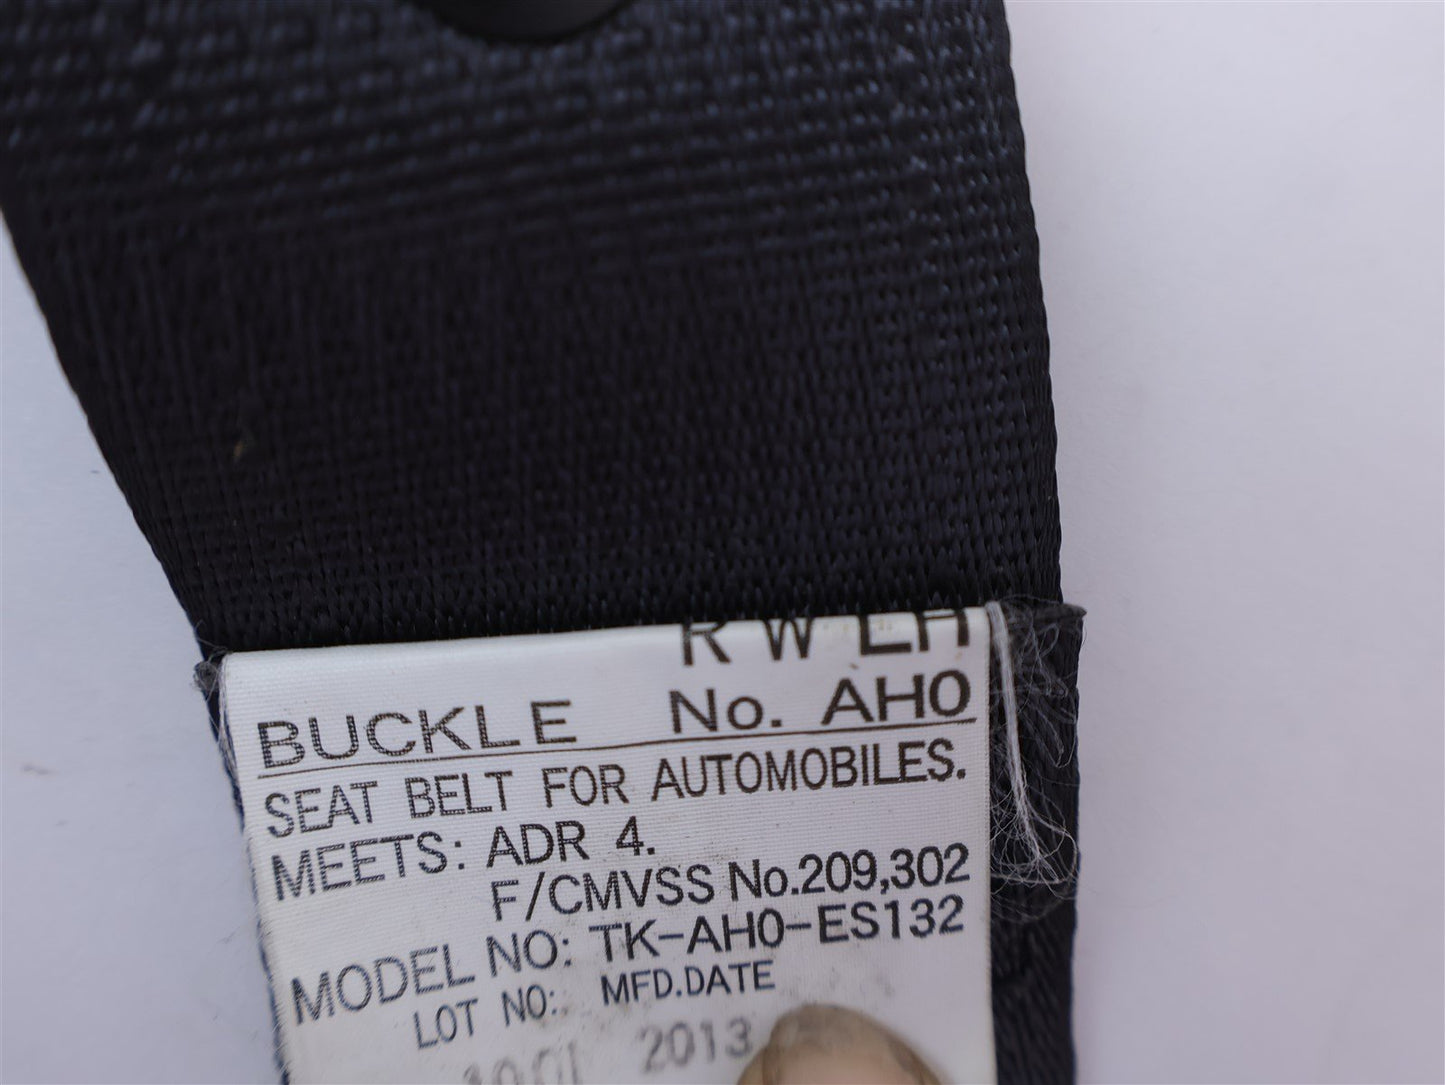 R W LH
BUCKLE No. AH0
SEAT BELT FOR AUTOMOBILES.
MEETS: ADR 4.
F/CMVSS No.209,302
MODEL NO: TK-AH0-ES132
LOT NO: MFD.DATE
2013